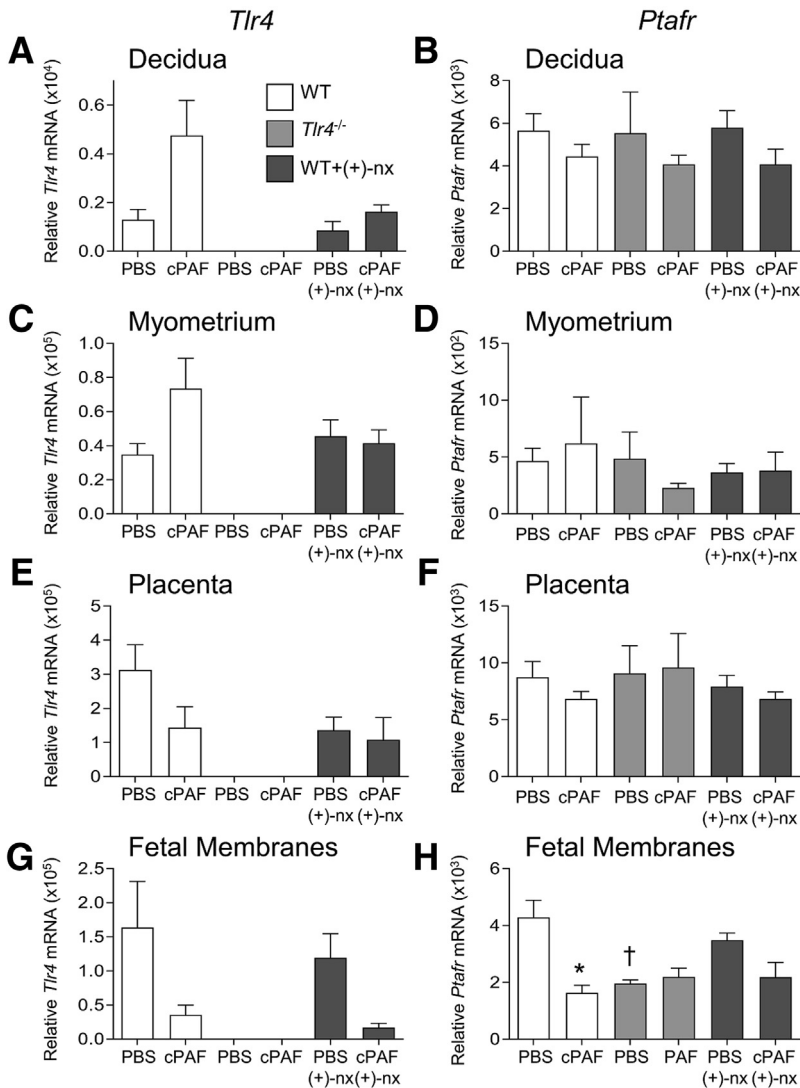 Tlr4
Ptafr
A
Decidua
Relative Tlr4 mRNA (x10⁴)
0.6
0.4
0.2
0.0
WT
Tlr4-/-
WT+(+)-nx
PBS cPAF PBS cPAF PBS cPAF
(+)-nx (+)-nx
B
Decidua
Relative Ptafr mRNA (x10³)
8
6
4
2
0
PBS cPAF PBS cPAF PBS cPAF
(+)-nx (+)-nx
C
Myometrium
Relative Tlr4 mRNA (x10⁵)
1.0
0.8
0.6
0.4
0.2
0.0
PBS cPAF PBS cPAF PBS cPAF
(+)-nx (+)-nx
D
Myometrium
Relative Ptafr mRNA (x10²)
15
10
5
0
PBS cPAF PBS cPAF PBS cPAF
(+)-nx (+)-nx
E
Placenta
Relative Tlr4 mRNA (x10⁵)
5
4
3
2
1
0
PBS cPAF PBS cPAF PBS cPAF
(+)-nx (+)-nx
F
Placenta
Relative Ptafr mRNA (x10³)
15
10
5
0
PBS cPAF PBS cPAF PBS cPAF
(+)-nx (+)-nx
G
Fetal Membranes
Relative Tlr4 mRNA (x10⁵)
2.5
2.0
1.5
1.0
0.5
0.0
PBS cPAF PBS cPAF PBS cPAF
(+)-nx (+)-nx
H
Fetal Membranes
Relative Ptafr mRNA (x10³)
6
4
2
0
*
†
PBS cPAF PBS PAF PBS cPAF
(+)-nx (+)-nx